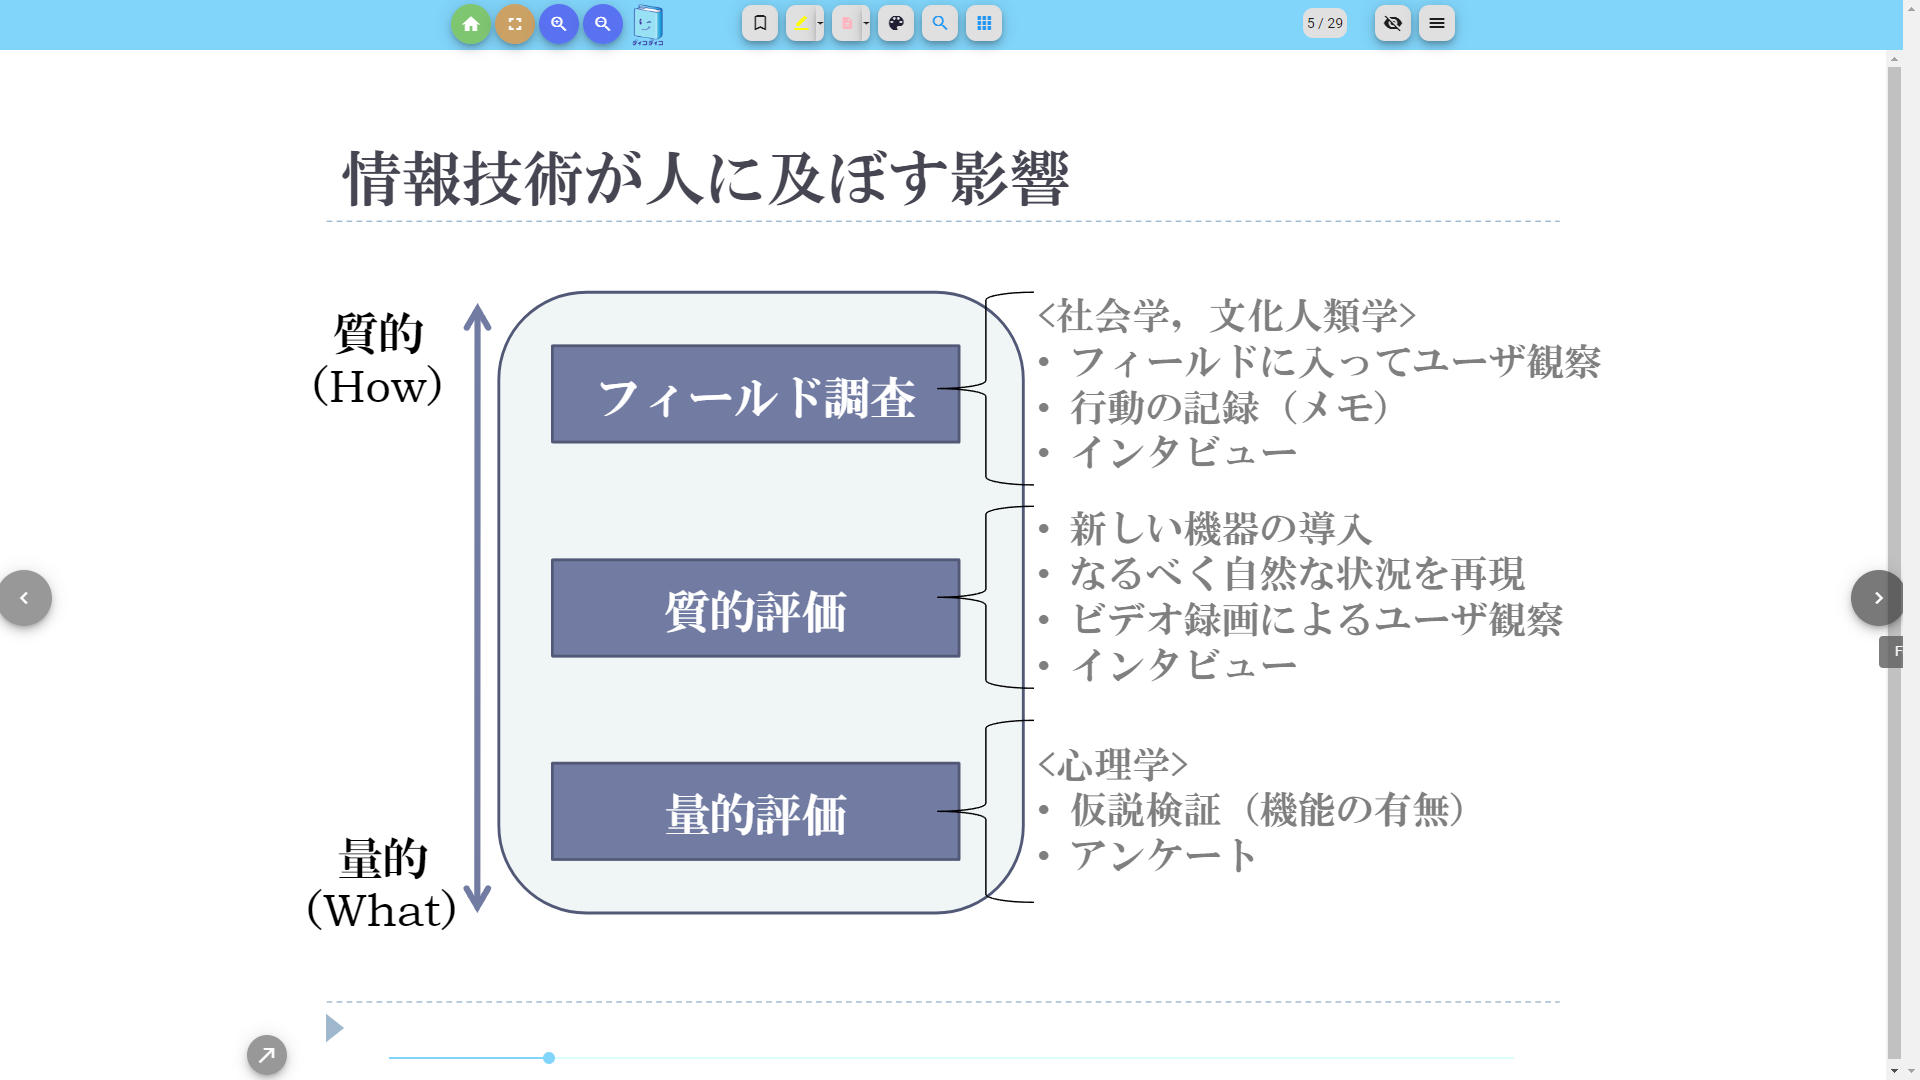 ダイコダイコ
5 / 29
情報技術が人に及ぼす影響
質的
(How)
フィールド調査
<社会学，文化人類学>
• フィールドに入ってユーザ観察
• 行動の記録（メモ）
• インタビュー
質的評価
• 新しい機器の導入
• なるべく自然な状況を再現
• ビデオ録画によるユーザ観察
• インタビュー
量的
(What)
量的評価
<心理学>
• 仮説検証（機能の有無）
• アンケート
F